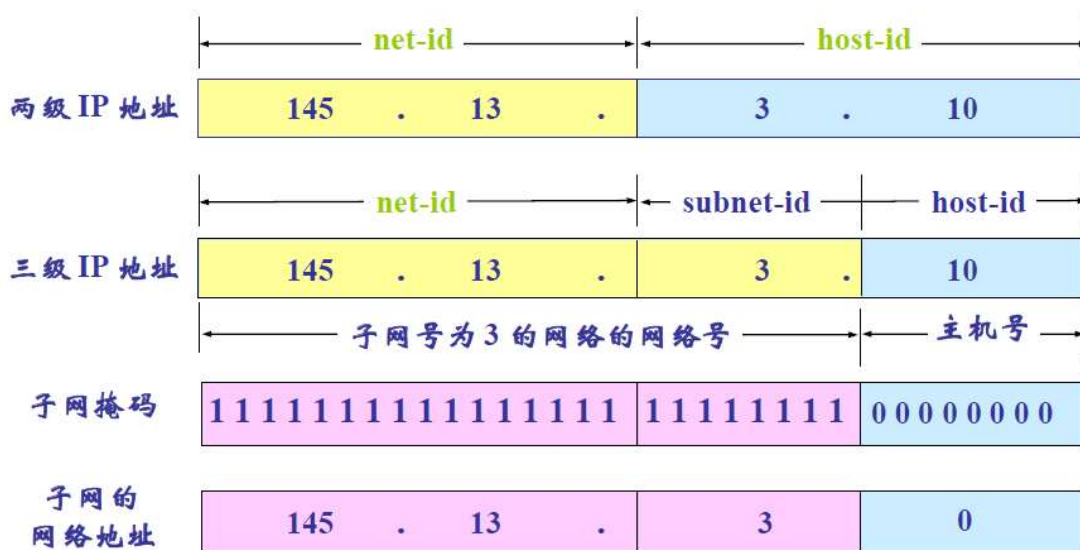 net-id host-id
两级 IP 地址 145 . 13 . 3 . 10
net-id subnet-id host-id
三级 IP 地址 145 . 13 . 3 . 10
子网号为 3 的网络的网络号 主机号
子网掩码 1 1 1 1 1 1 1 1 1 1 1 1 1 1 1 1 1 1 1 1 1 1 1 1 0 0 0 0 0 0 0 0
子网的
网络地址 145 . 13 . 3 0